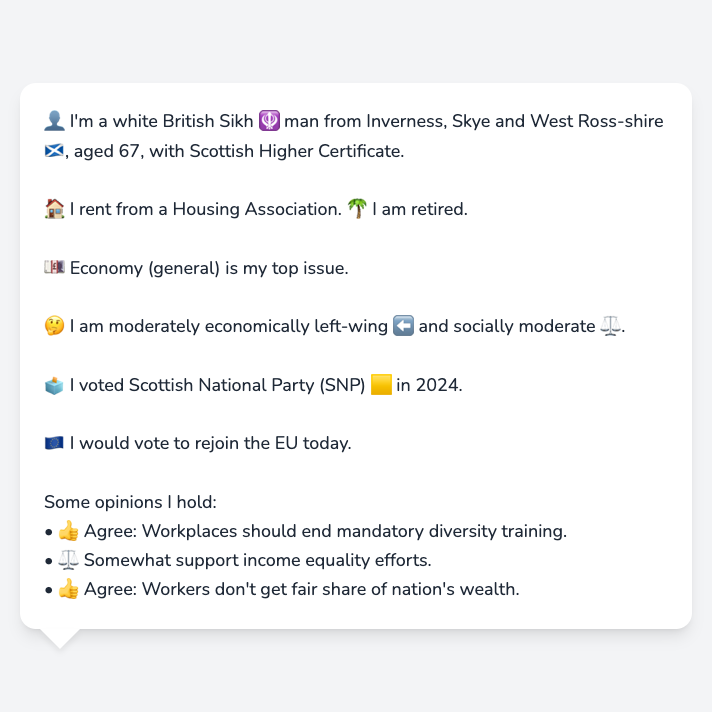 👤 I'm a white British Sikh 🪯 man from Inverness, Skye and West Ross-shire
🏴󠁧󠁢󠁳󠁣󠁴󠁿, aged 67, with Scottish Higher Certificate.
🏠 I rent from a Housing Association. 🌴 I am retired.
💷 Economy (general) is my top issue.
🤔 I am moderately economically left-wing ⬅️ and socially moderate ⚖️.
🗳️ I voted Scottish National Party (SNP) 🟨 in 2024.
🇪🇺 I would vote to rejoin the EU today.
Some opinions I hold:
• 👍 Agree: Workplaces should end mandatory diversity training.
• ⚖️ Somewhat support income equality efforts.
• 👍 Agree: Workers don't get fair share of nation's wealth.